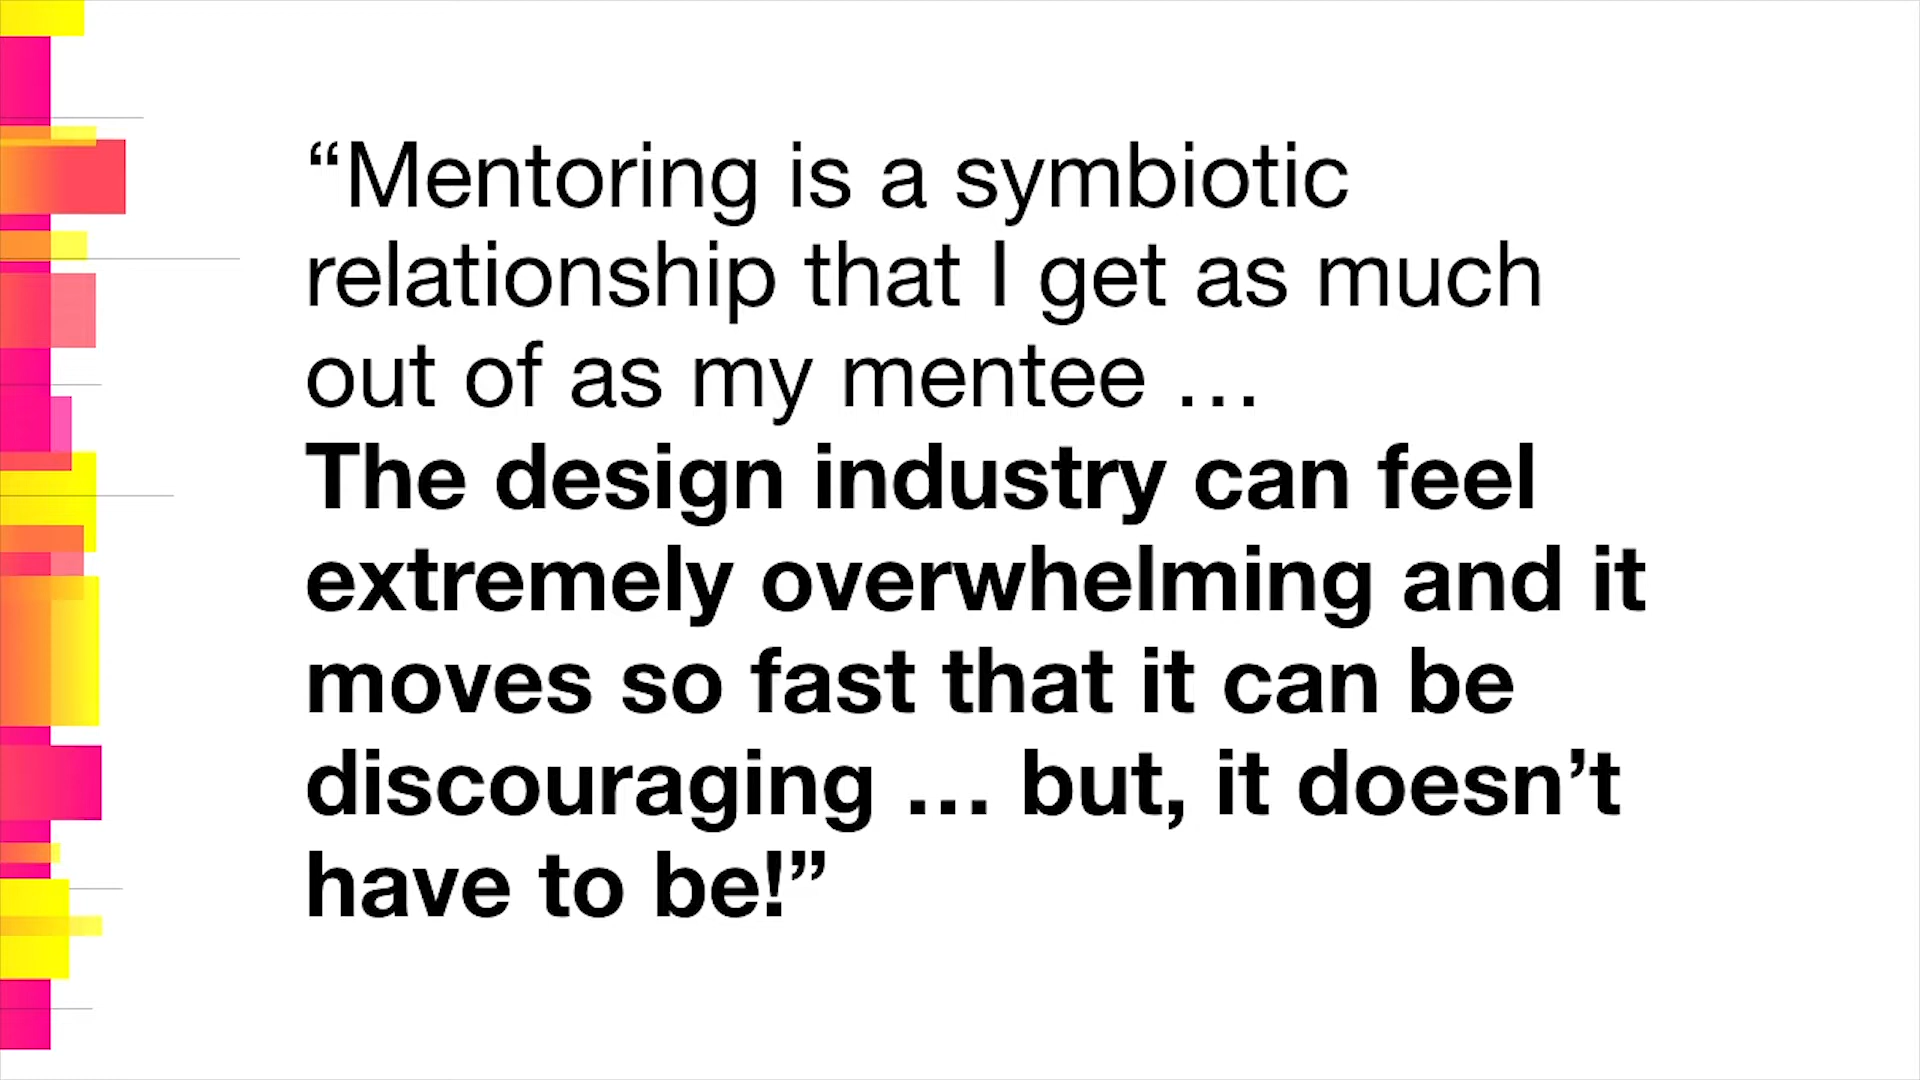 “Mentoring is a symbiotic
relationship that I get as much
out of as my mentee …
The design industry can feel
extremely overwhelming and it
moves so fast that it can be
discouraging … but, it doesn’t
have to be!”